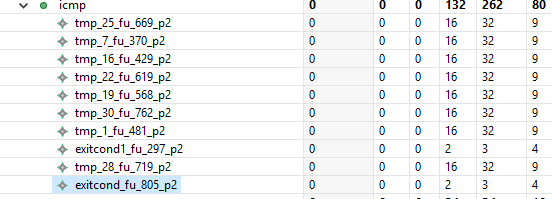 icmp 0 0 0 132 262 80
tmp_25_fu_669_p2 0 0 0 16 32 9
tmp_7_fu_370_p2 0 0 0 16 32 9
tmp_16_fu_429_p2 0 0 0 16 32 9
tmp_22_fu_619_p2 0 0 0 16 32 9
tmp_19_fu_568_p2 0 0 0 16 32 9
tmp_30_fu_762_p2 0 0 0 16 32 9
tmp_1_fu_481_p2 0 0 0 16 32 9
exitcond1_fu_297_p2 0 0 0 2 3 4
tmp_28_fu_719_p2 0 0 0 16 32 9
exitcond_fu_805_p2 0 0 0 2 3 4